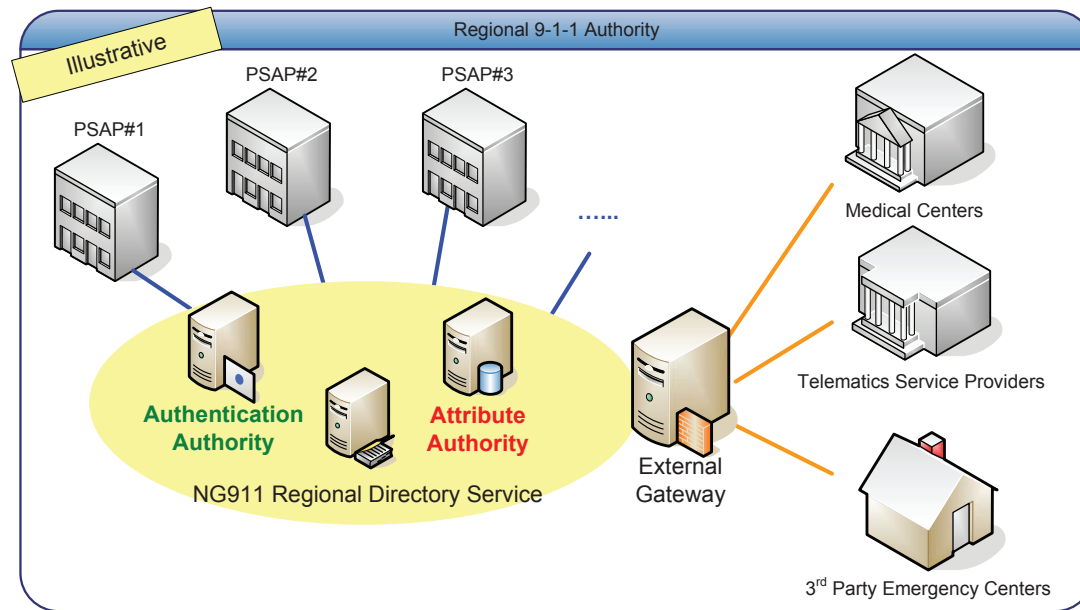 Regional 9-1-1 Authority
Illustrative
PSAP#1
PSAP#2
PSAP#3
…...
Medical Centers
Telematics Service Providers
3rd Party Emergency Centers
Authentication
Authority
Attribute
Authority
NG911 Regional Directory Service
External
Gateway